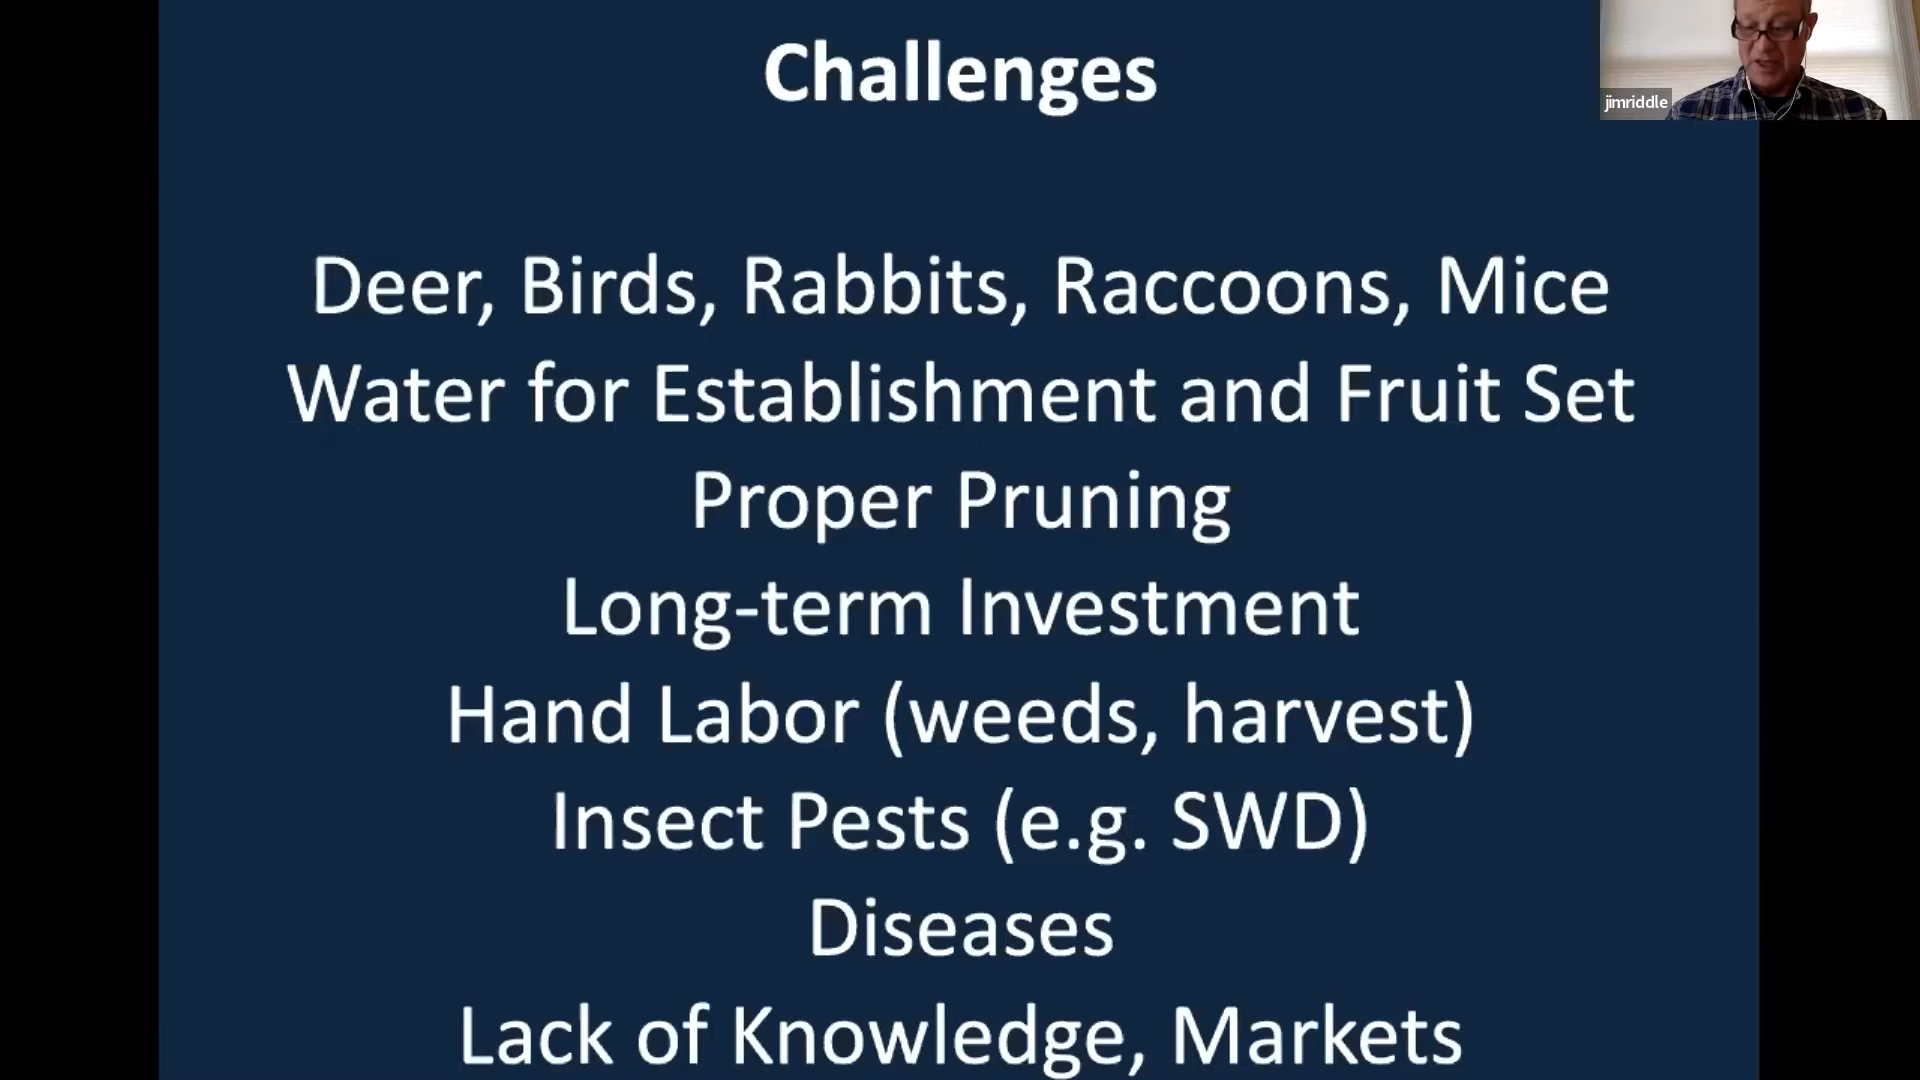 Challenges
jimriddle
Deer, Birds, Rabbits, Raccoons, Mice
Water for Establishment and Fruit Set
Proper Pruning
Long-term Investment
Hand Labor (weeds, harvest)
Insect Pests (e.g. SWD)
Diseases
Lack of Knowledge, Markets